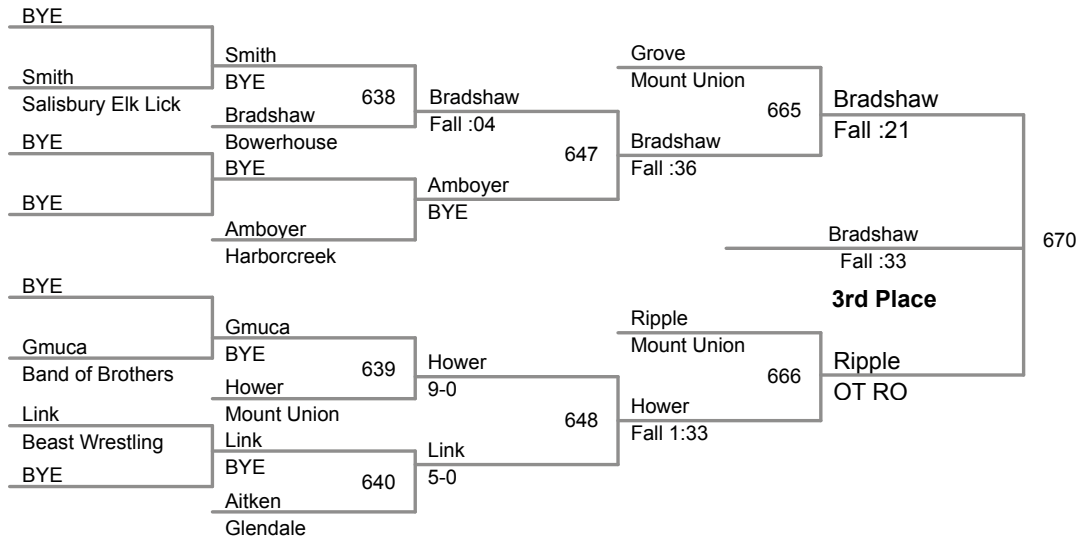 BYE
Smith
Salisbury Elk Lick
BYE
BYE
BYE
Gmuca
Band of Brothers
Link
Beast Wrestling
BYE
Smith
BYE
638
Bradshaw
Bowerhouse
BYE
Amboyer
Harborcreek
Gmuca
BYE
639
Hower
Mount Union
Link
BYE
640
Aitken
Glendale
Bradshaw
Fall :04
647
Amboyer
BYE
Hower
9-0
648
Link
5-0
Grove
Mount Union
665
Bradshaw
Fall :36
Ripple
Mount Union
666
Hower
Fall 1:33
Bradshaw
Fall :21
Bradshaw
Fall :33
670
3rd Place
Ripple
OT RO